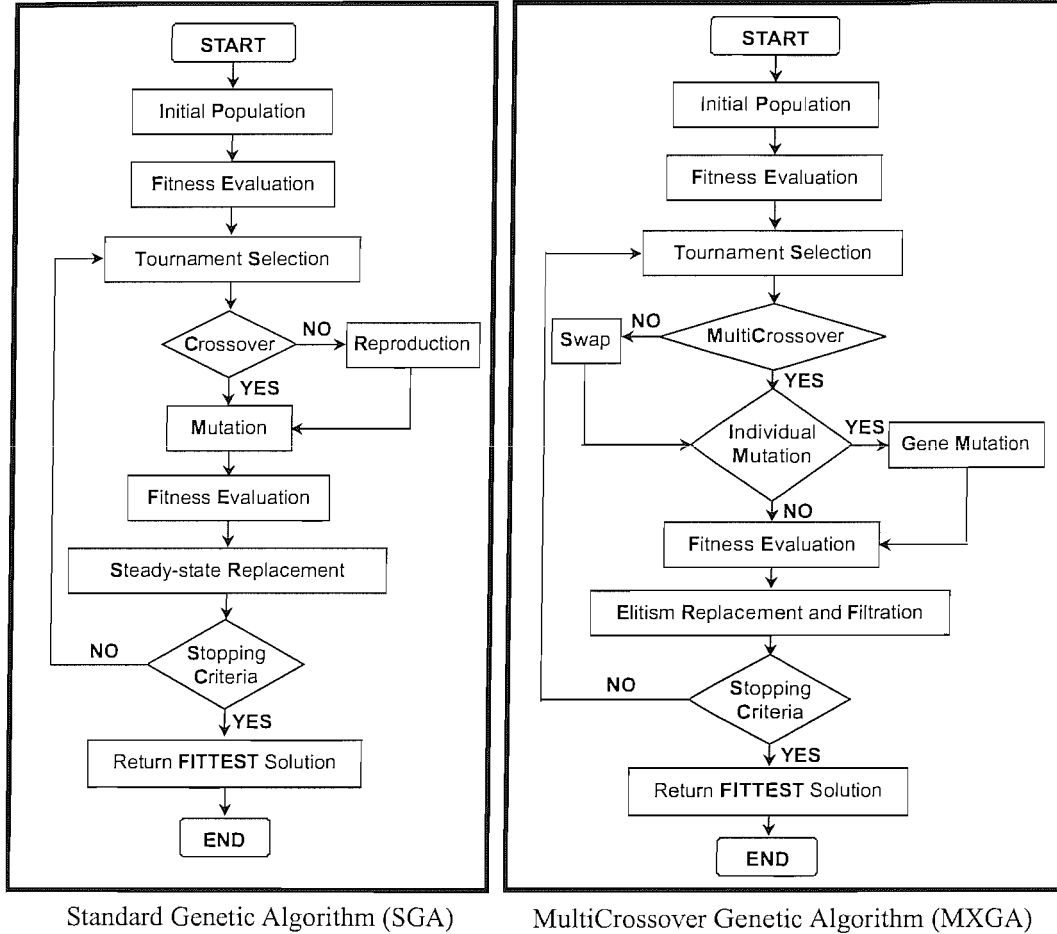 START
Initial Population
Fitness Evaluation
Tournament Selection
Crossover
NO
Reproduction
YES
Mutation
Fitness Evaluation
Steady-state Replacement
NO
Stopping
Criteria
YES
Return FITTEST Solution
END
Standard Genetic Algorithm (SGA)
START
Initial Population
Fitness Evaluation
Tournament Selection
NO
Swap
MultiCrossover
YES
Individual
Mutation
YES
Gene Mutation
NO
Fitness Evaluation
Elitism Replacement and Filtration
NO
Stopping
Criteria
YES
Return FITTEST Solution
END
MultiCrossover Genetic Algorithm (MXGA)